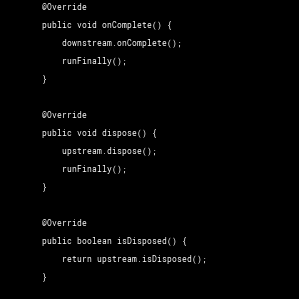 @Override
public void onComplete() {
downstream.onComplete();
runFinally();
}
@Override
public void dispose() {
upstream.dispose();
runFinally();
}
@Override
public boolean isDisposed() {
return upstream.isDisposed();
}